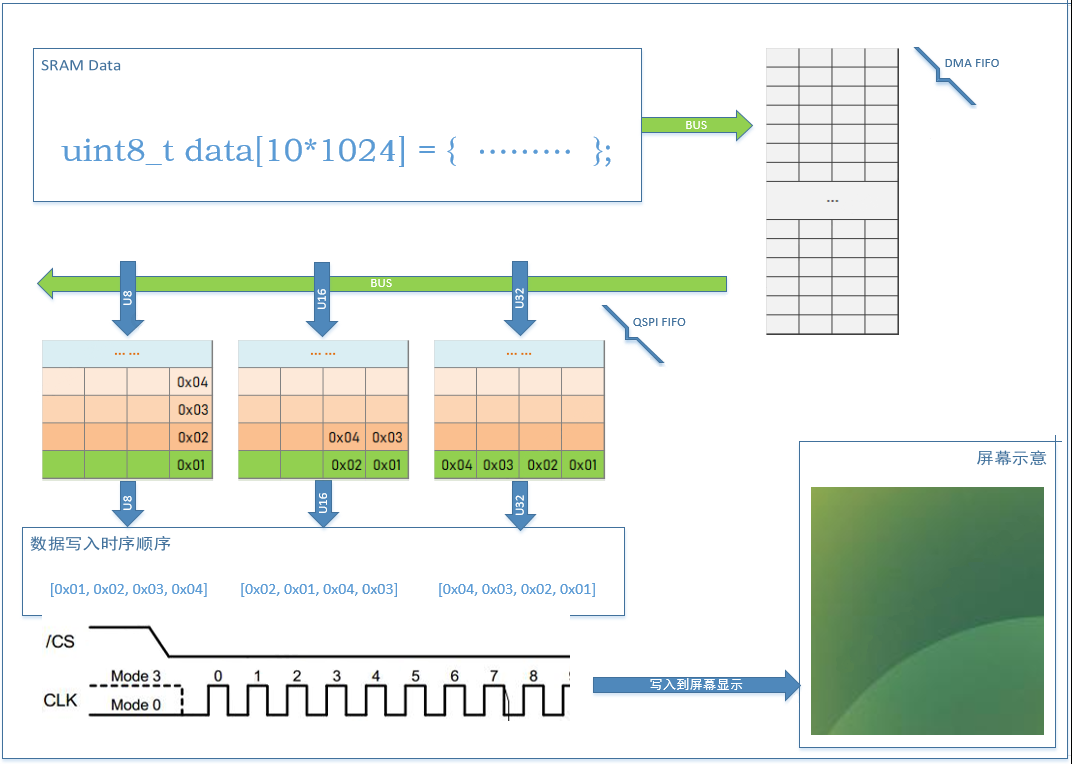 SRAM Data
uint8_t data[10*1024] = { ········· };
BUS
DMA FIFO
...
BUS
U8
U16
U32
QSPI FIFO
... ...
... ...
... ...
0x04
0x03
0x02
0x04 0x03
0x01
0x02 0x01
0x04 0x03 0x02 0x01
U8
U16
U32
屏幕示意
数据写入时序顺序
[0x01, 0x02, 0x03, 0x04]
[0x02, 0x01, 0x04, 0x03]
[0x04, 0x03, 0x02, 0x01]
/CS
Mode 3
0 1 2 3 4 5 6 7 8
CLK
Mode 0
写入到屏幕显示